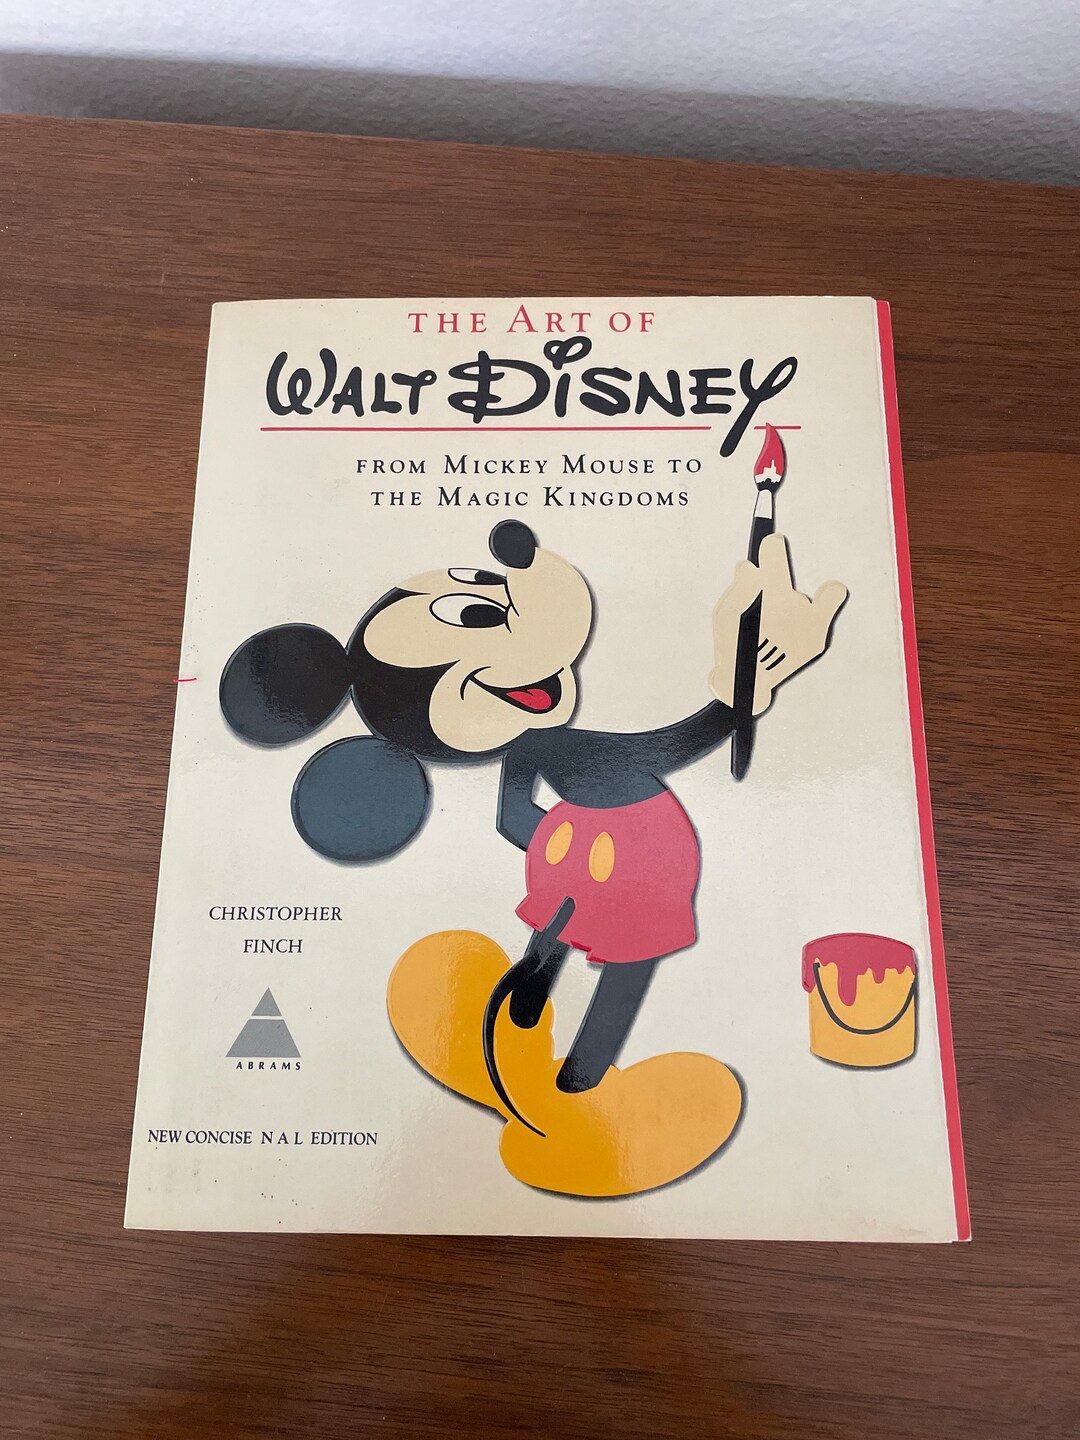 THE ART OF
WALT DISNEY
FROM MICKEY MOUSE TO
THE MAGIC KINGDOMS
CHRISTOPHER
FINCH
ABRAMS
NEW CONCISE N A L EDITION